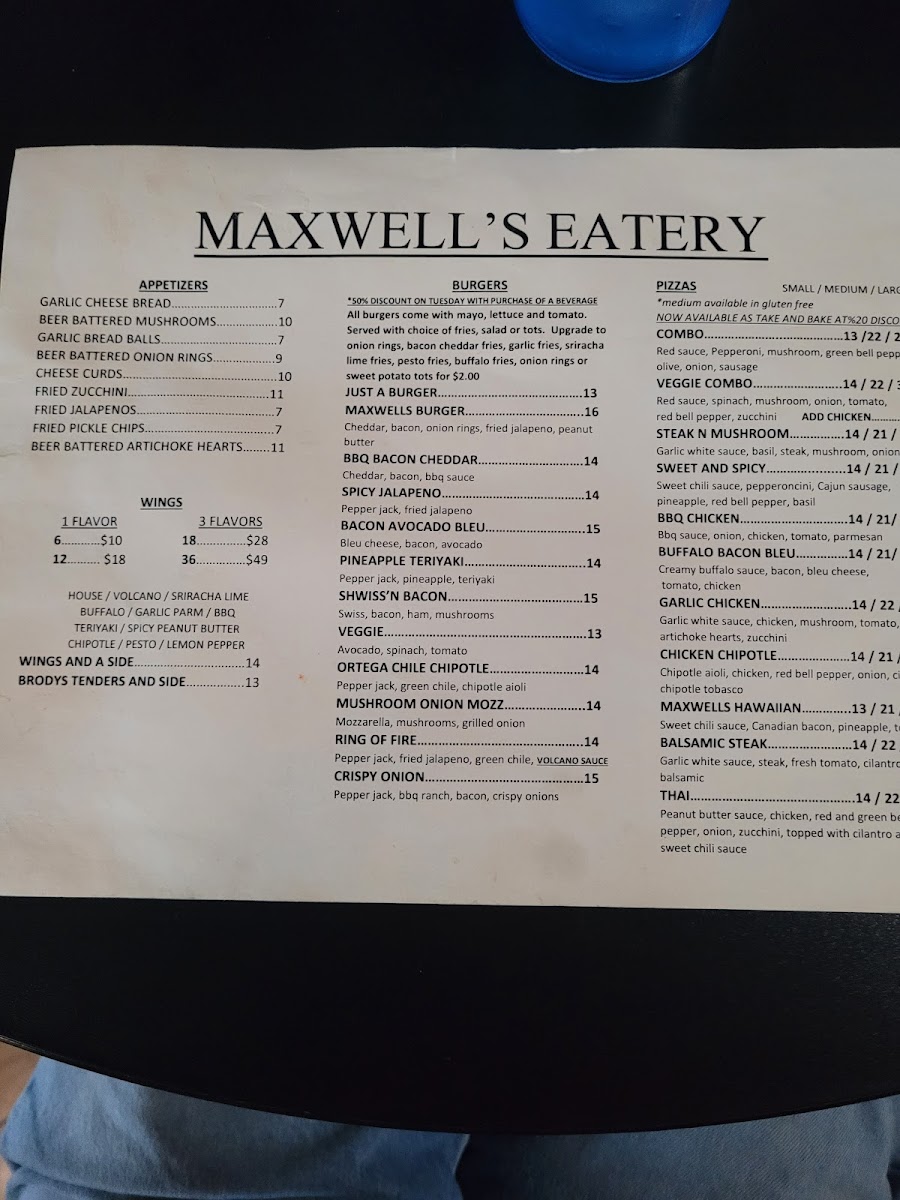 MAXWELL'S EATERY
APPETIZERS
GARLIC CHEESE BREAD..........................7
BEER BATTERED MUSHROOMS...............10
GARLIC BREAD BALLS.............................7
BEER BATTERED ONION RINGS................9
CHEESE CURDS.......................................10
FRIED ZUCCHINI.....................................11
FRIED JALAPENOS...................................7
FRIED PICKLE CHIPS................................7
BEER BATTERED ARTICHOKE HEARTS........11
WINGS
1 FLAVOR 3 FLAVORS
6...........$10 18..............$28
12......... $18 36.............$49
HOUSE / VOLCANO / SRIRACHA LIME
BUFFALO / GARLIC PARM / BBQ
TERIYAKI / SPICY PEANUT BUTTER
CHIPOTLE / PESTO / LEMON PEPPER
WINGS AND A SIDE............................14
BRODYS TENDERS AND SIDE..................13
BURGERS
*50% DISCOUNT ON TUESDAY WITH PURCHASE OF A BEVERAGE
All burgers come with mayo, lettuce and tomato.
Served with choice of fries, salad or tots. Upgrade to
onion rings, bacon cheddar fries, garlic fries, sriracha
lime fries, pesto fries, buffalo fries, onion rings or
sweet potato tots for $2.00
JUST A BURGER....................................13
MAXWELLS BURGER.............................16
Cheddar, bacon, onion rings, fried jalapeno, peanut
butter
BBQ BACON CHEDDAR..........................14
Cheddar, bacon, bbq sauce
SPICY JALAPENO...................................14
Pepper jack, fried jalapeno
BACON AVOCADO BLEU.........................15
Bleu cheese, bacon, avocado
PINEAPPLE TERIYAKI..............................14
Pepper jack, pineapple, teriyaki
SHWISS'N BACON.................................15
Swiss, bacon, ham, mushrooms
VEGGIE.................................................13
Avocado, spinach, tomato
ORTEGA CHILE CHIPOTLE........................14
Pepper jack, green chile, chipotle aioli
MUSHROOM ONION MOZZ.....................14
Mozzarella, mushrooms, grilled onion
RING OF FIRE.........................................14
Pepper jack, fried jalapeno, green chile, VOLCANO SAUCE
CRISPY ONION.......................................15
Pepper jack, bbq ranch, bacon, crispy onions
PIZZAS SMALL / MEDIUM / LARG
*medium available in gluten free
NOW AVAILABLE AS TAKE AND BAKE AT%20 DISCO
COMBO...................................13 /22 / 2
Red sauce, Pepperoni, mushroom, green bell pepp
olive, onion, sausage
VEGGIE COMBO.......................14 / 22 / 3
Red sauce, spinach, mushroom, onion, tomato,
red bell pepper, zucchini ADD CHICKEN.........
STEAK N MUSHROOM...............14 / 21 /
Garlic white sauce, basil, steak, mushroom, onion
SWEET AND SPICY.....................14 / 21 /
Sweet chili sauce, pepperoncini, Cajun sausage,
pineapple, red bell pepper, basil
BBQ CHICKEN...........................14 / 21/
Bbq sauce, onion, chicken, tomato, parmesan
BUFFALO BACON BLEU..............14 / 21/
Creamy buffalo sauce, bacon, bleu cheese,
tomato, chicken
GARLIC CHICKEN.......................14 / 22 /
Garlic white sauce, chicken, mushroom, tomato,
artichoke hearts, zucchini
CHICKEN CHIPOTLE...................14 / 21 /
Chipotle aioli, chicken, red bell pepper, onion, ci
chipotle tobasco
MAXWELLS HAWAIIAN.............13 / 21 /
Sweet chili sauce, Canadian bacon, pineapple, t
BALSAMIC STEAK......................14 / 22
Garlic white sauce, steak, fresh tomato, cilantro
balsamic
THAI...........................................14 / 22
Peanut butter sauce, chicken, red and green be
pepper, onion, zucchini, topped with cilantro a
sweet chili sauce